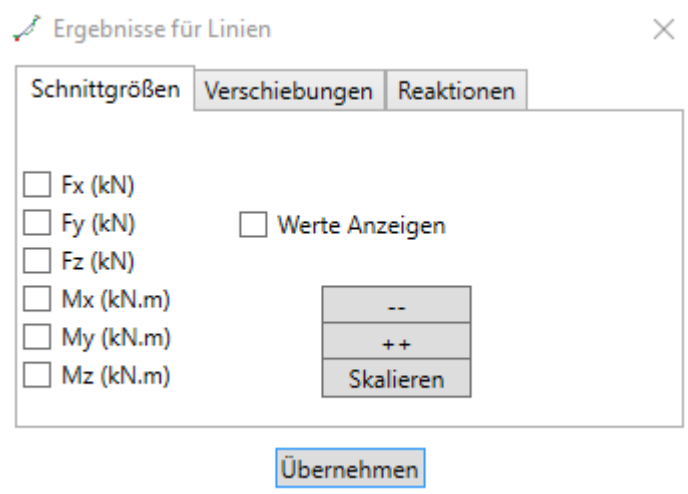 Ergebnisse für Linien
Schnittgrößen Verschiebungen Reaktionen
Fx (kN)
Fy (kN) Werte Anzeigen
Fz (kN)
Mx (kN.m) --
My (kN.m) ++
Mz (kN.m) Skalieren
Übernehmen